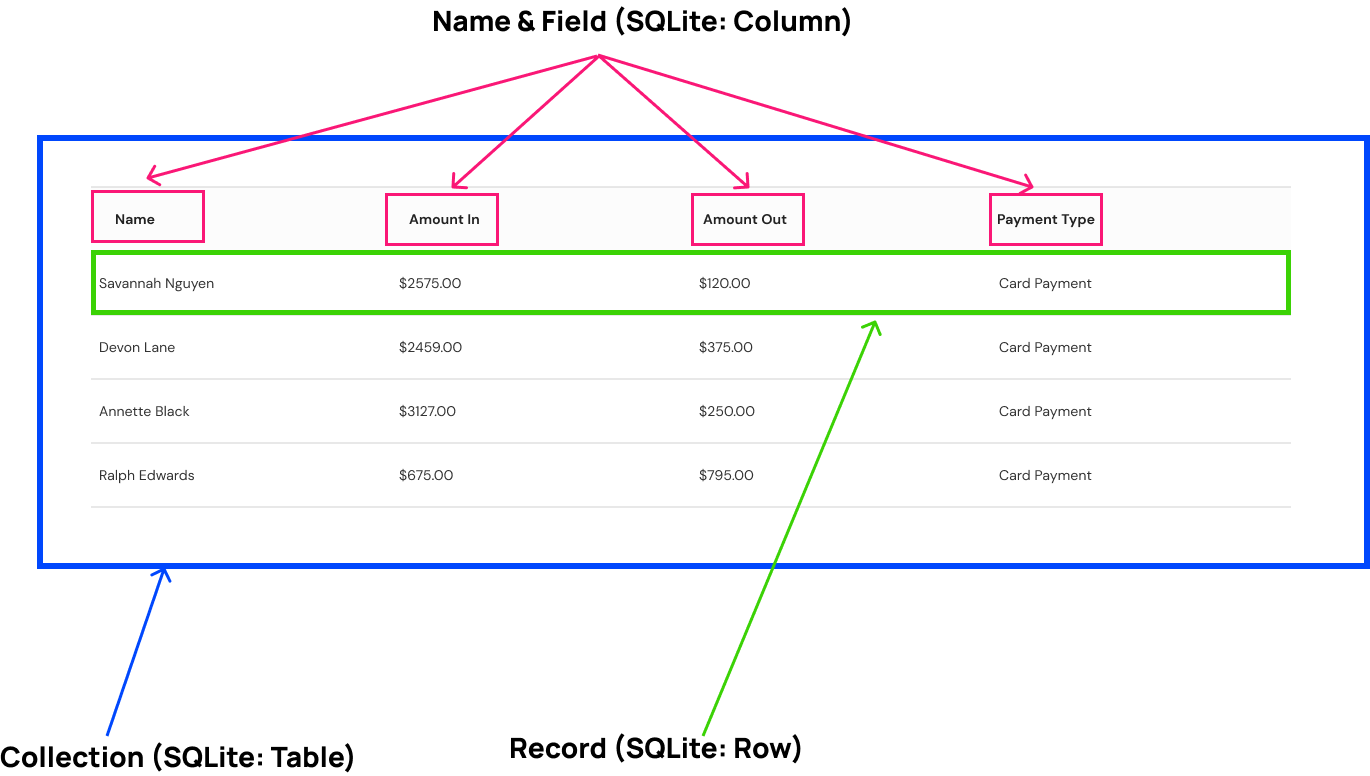 Name & Field (SQLite: Column)
Name Amount In Amount Out Payment Type
Savannah Nguyen $2575.00 $120.00 Card Payment
Devon Lane $2459.00 $375.00 Card Payment
Annette Black $3127.00 $250.00 Card Payment
Ralph Edwards $675.00 $795.00 Card Payment
Collection (SQLite: Table) Record (SQLite: Row)